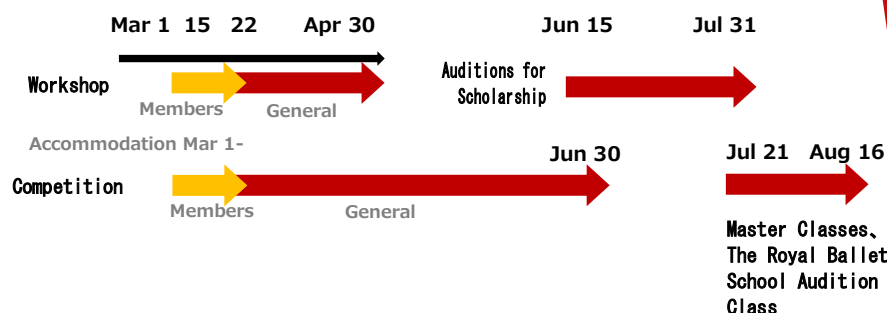 Mar 1 15 22 Apr 30 Jun 15 Jul 31
Workshop
Members General
Auditions for
Scholarship
Accommodation Mar 1-
Jun 30 Jul 21 Aug 16
Competition
Members General
Master Classes、
The Royal Ballet
School Audition
Class